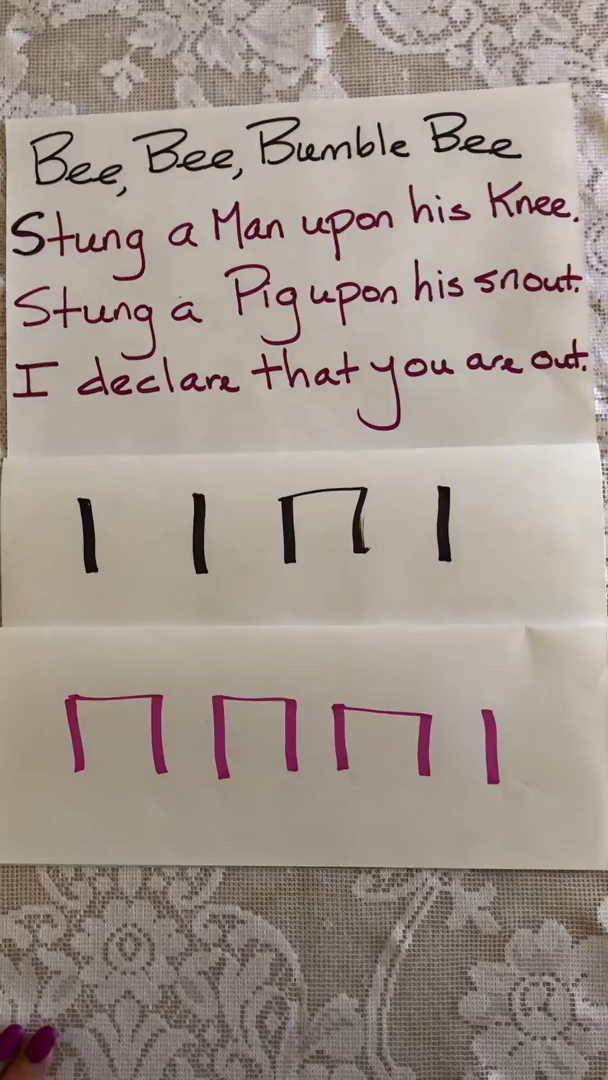 Bee, Bee, Bumble Bee
Stung a Man upon his Knee.
Stung a Pig upon his snout.
I declare that you are out.